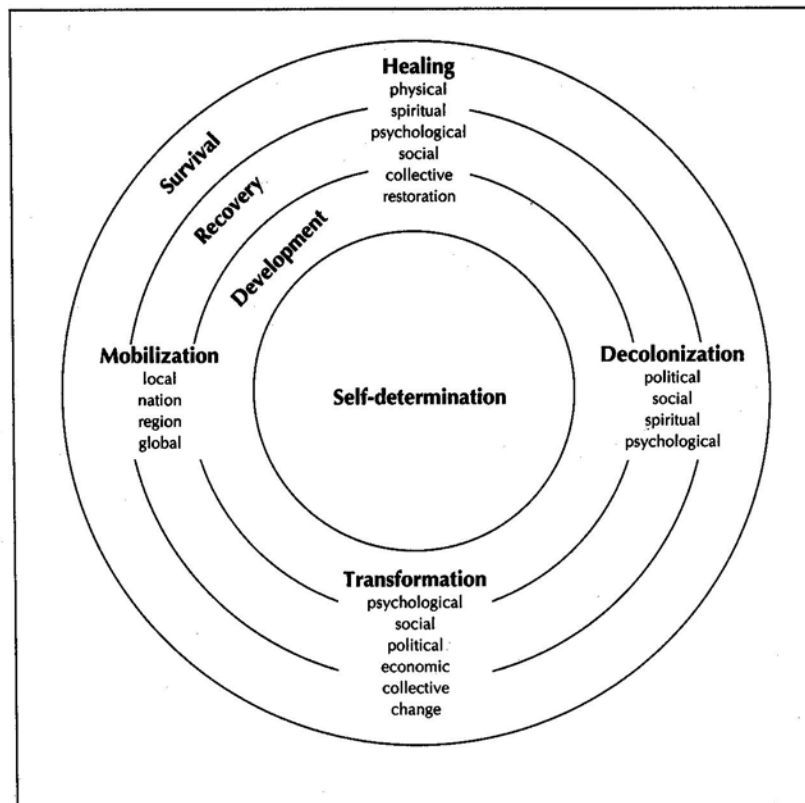 Healing
physical
spiritual
psychological
social
collective
restoration
Survival
Recovery
Development
Mobilization
local
nation
region
global
Self-determination
Decolonization
political
social
spiritual
psychological
Transformation
psychological
social
political
economic
collective
change